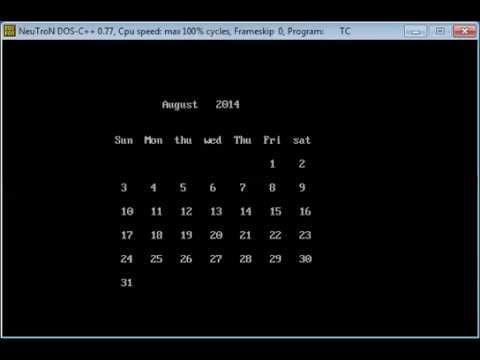 NeuTroN DOS-C++ 0.77, Cpu speed: max 100% cycles, Frameskip 0, Program: TC
August 2014
Sun Mon thu wed Thu Fri sat
1 2
3 4 5 6 7 8 9
10 11 12 13 14 15 16
17 18 19 20 21 22 23
24 25 26 27 28 29 30
31